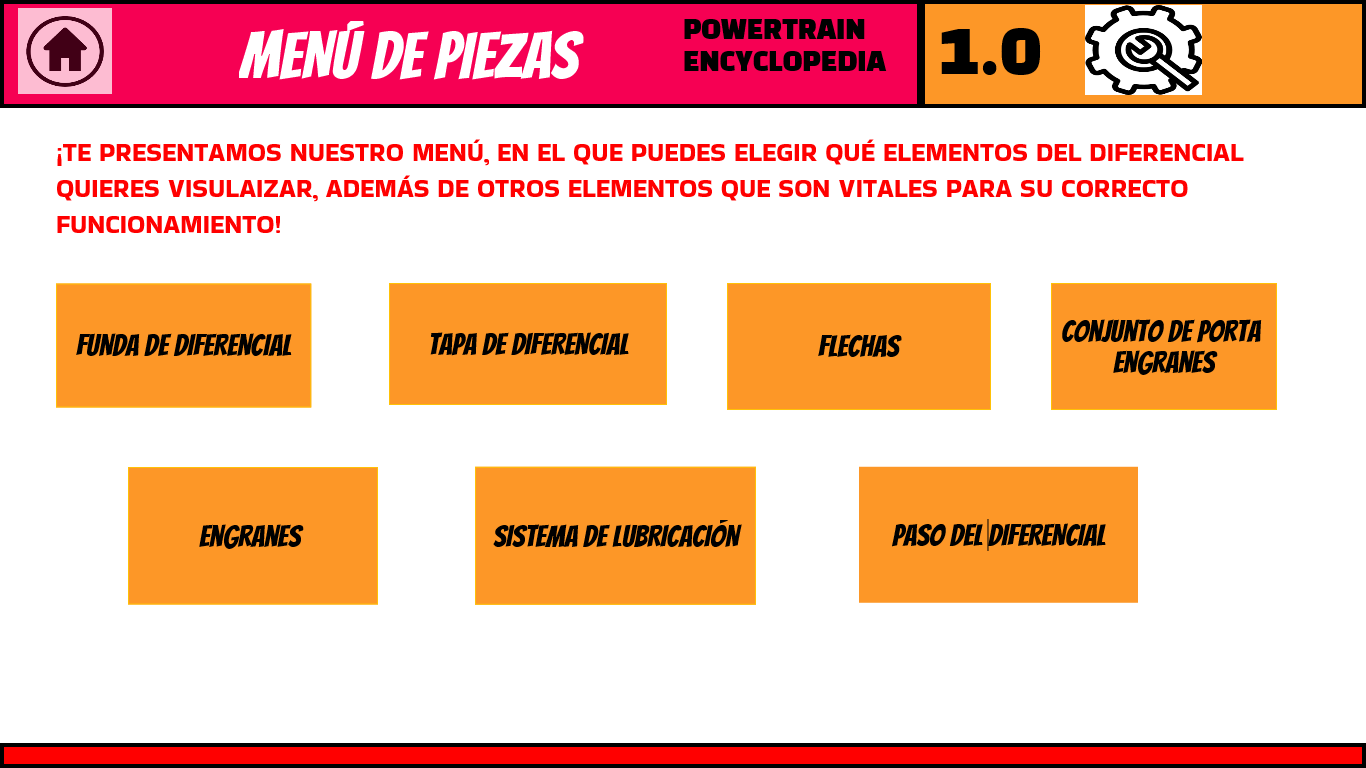 MENÚ DE PIEZAS
POWERTRAIN
ENCYCLOPEDIA
1.0
¡TE PRESENTAMOS NUESTRO MENÚ, EN EL QUE PUEDES ELEGIR QUÉ ELEMENTOS DEL DIFERENCIAL
QUIERES VISULAIZAR, ADEMÁS DE OTROS ELEMENTOS QUE SON VITALES PARA SU CORRECTO
FUNCIONAMIENTO!
FUNDA DE DIFERENCIAL
TAPA DE DIFERENCIAL
FLECHAS
CONJUNTO DE PORTA
ENGRANES
ENGRANES
SISTEMA DE LUBRICACIÓN
PASO DEL DIFERENCIAL